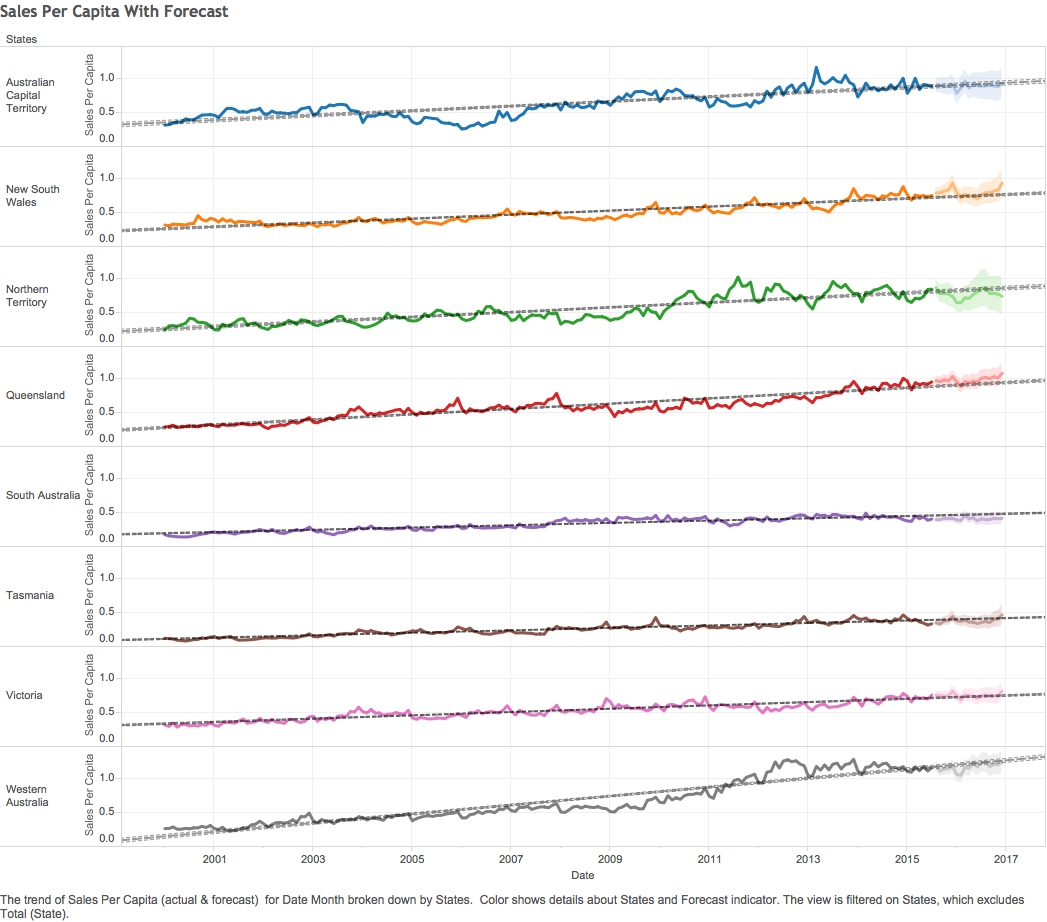 Sales Per Capita With Forecast
States
Australian
Capital
Territory
Sales Per Capita
1.0
0.5
0.0
New South
Wales
Sales Per Capita
1.0
0.5
0.0
Northern
Territory
Sales Per Capita
1.0
0.5
0.0
Queensland
Sales Per Capita
1.0
0.5
0.0
South Australia
Sales Per Capita
1.0
0.5
0.0
Tasmania
Sales Per Capita
1.0
0.5
0.0
Victoria
Sales Per Capita
1.0
0.5
0.0
Western
Australia
Sales Per Capita
1.0
0.5
0.0
2001 2003 2005 2007 2009 2011 2013 2015 2017
Date
The trend of Sales Per Capita (actual & forecast)  for Date Month broken down by States.  Color shows details about States and Forecast indicator. The view is filtered on States, which excludes
Total (State).